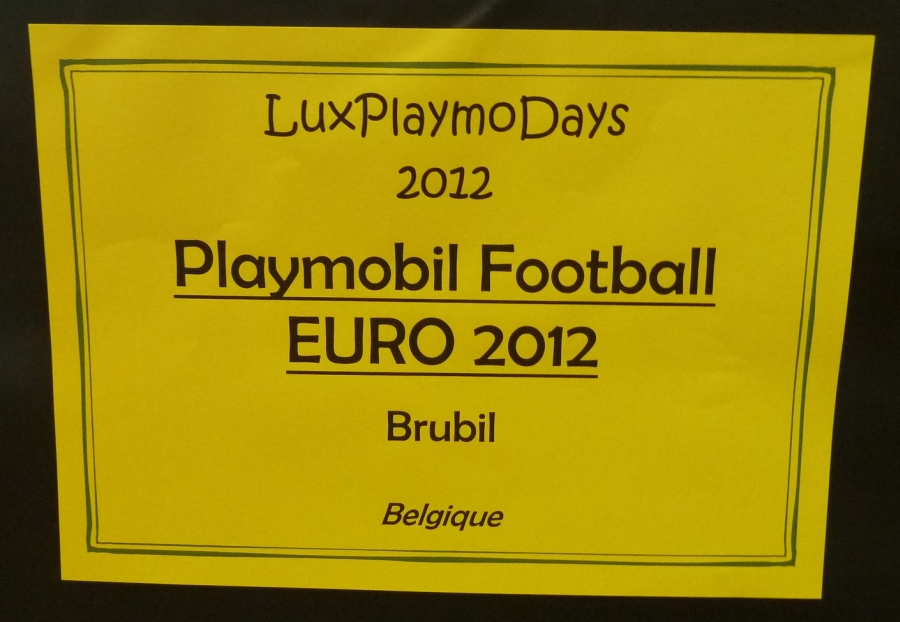 LuxPlaymoDays
2012
Playmobil Football
EURO 2012
Brubil
Belgique